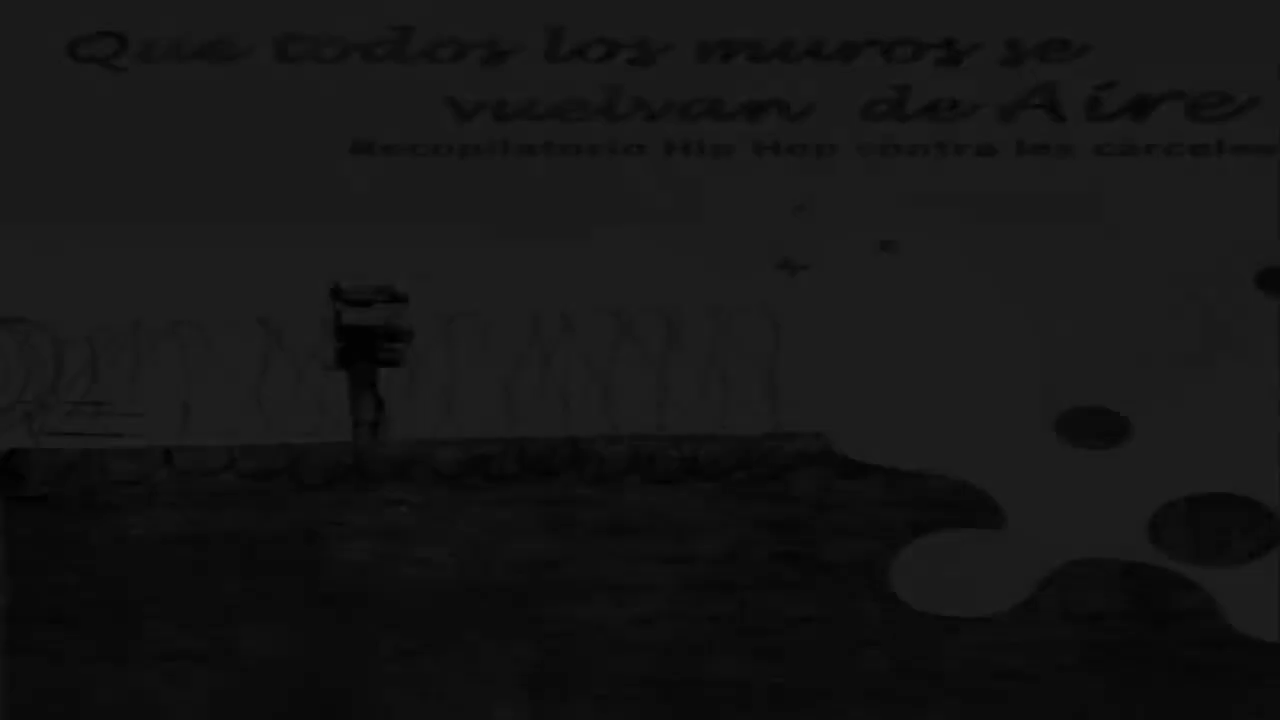 Que todos los muros se
vuelvan de Aire
Recopilatorio Hip Hop contra las carceles